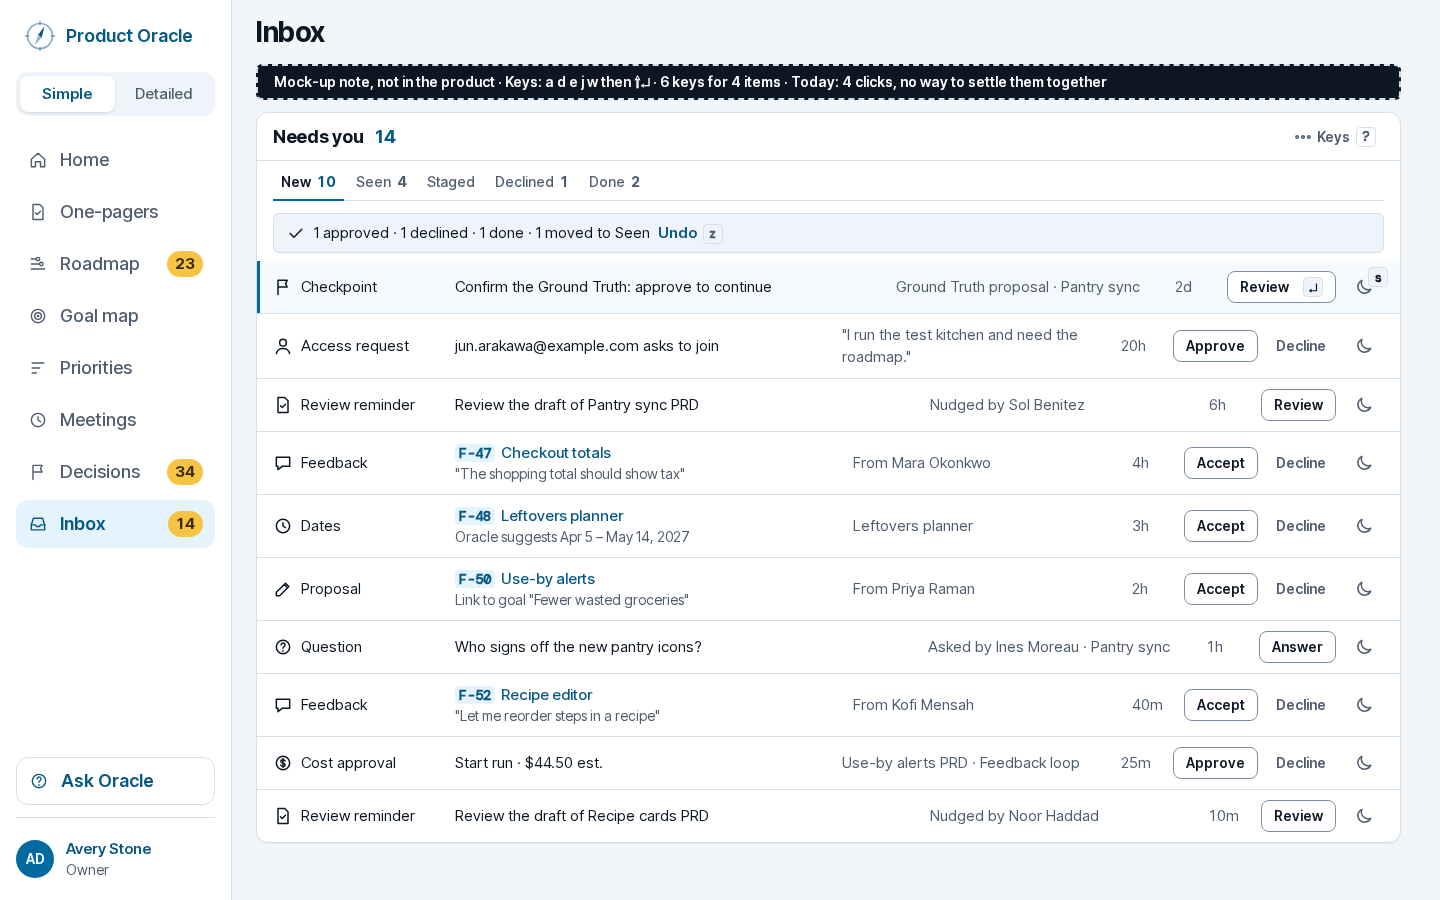 Product Oracle
Simple Detailed
Home
One-pagers
Roadmap 23
Goal map
Priorities
Meetings
Decisions 34
Inbox 14
Ask Oracle
AD Avery Stone
Owner
Inbox
Mock-up note, not in the product · Keys: a d e j w then ⇧↵ · 6 keys for 4 items · Today: 4 clicks, no way to settle them together
Needs you 14 ••• Keys ?
New 10 Seen 4 Staged Declined 1 Done 2
1 approved · 1 declined · 1 done · 1 moved to Seen Undo z
Checkpoint Confirm the Ground Truth: approve to continue Ground Truth proposal · Pantry sync 2d Review ↵ s
Access request jun.arakawa@example.com asks to join "I run the test kitchen and need the roadmap." 20h Approve Decline
Review reminder Review the draft of Pantry sync PRD Nudged by Sol Benitez 6h Review
Feedback F-47 Checkout totals From Mara Okonkwo 4h Accept Decline
"The shopping total should show tax"
Dates F-48 Leftovers planner Leftovers planner 3h Accept Decline
Oracle suggests Apr 5 – May 14, 2027
Proposal F-50 Use-by alerts From Priya Raman 2h Accept Decline
Link to goal "Fewer wasted groceries"
Question Who signs off the new pantry icons? Asked by Ines Moreau · Pantry sync 1h Answer
Feedback F-52 Recipe editor From Kofi Mensah 40m Accept Decline
"Let me reorder steps in a recipe"
Cost approval Start run · $44.50 est. Use-by alerts PRD · Feedback loop 25m Approve Decline
Review reminder Review the draft of Recipe cards PRD Nudged by Noor Haddad 10m Review